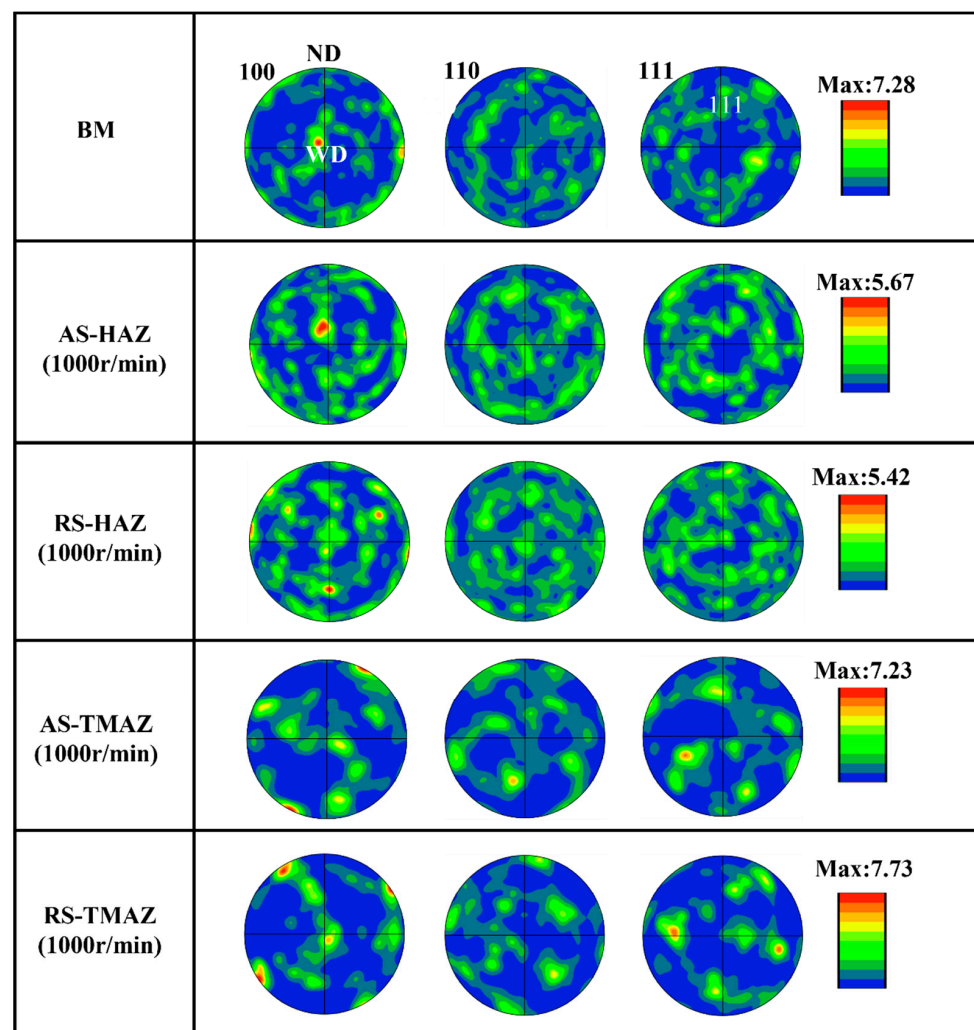 BM
100
ND
WD
110
111
111
Max:7.28
AS-HAZ
(1000r/min)
Max:5.67
RS-HAZ
(1000r/min)
Max:5.42
AS-TMAZ
(1000r/min)
Max:7.23
RS-TMAZ
(1000r/min)
Max:7.73